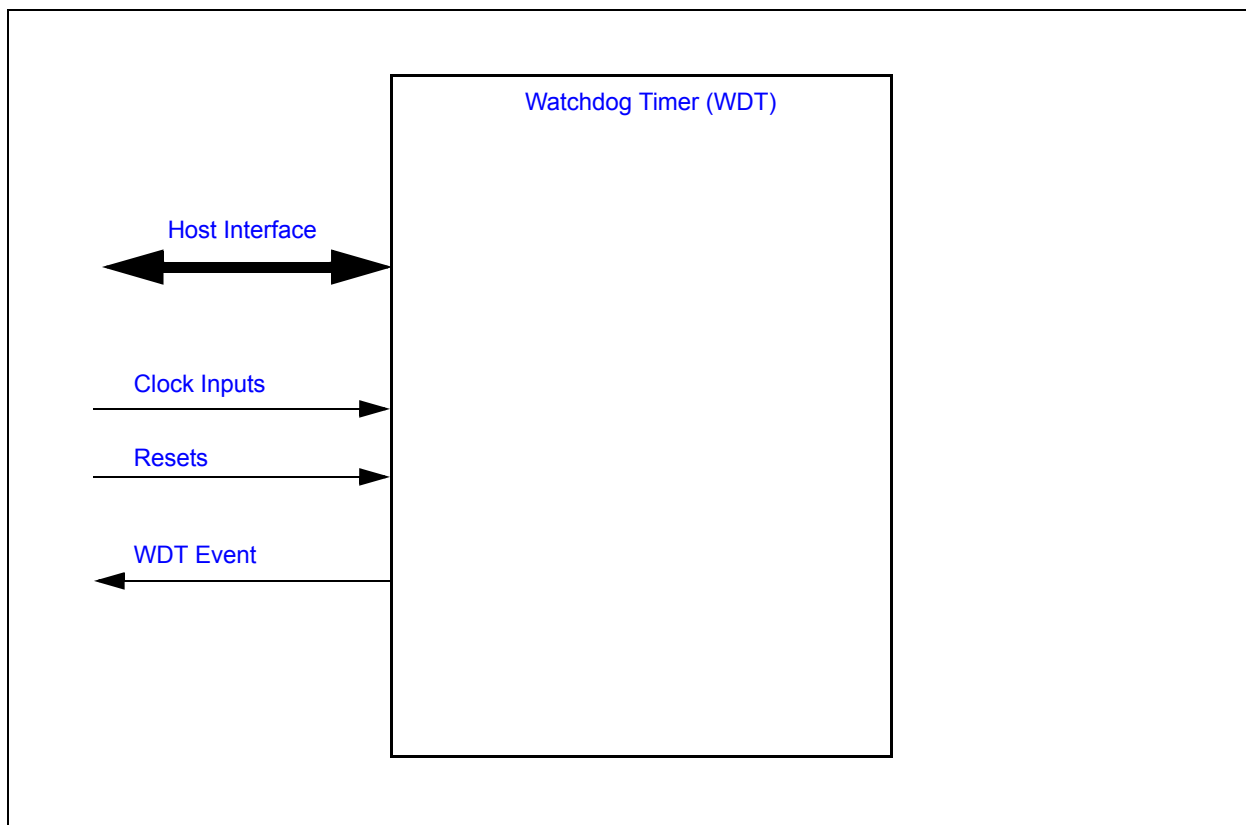 Watchdog Timer (WDT)
Host Interface
Clock Inputs
Resets
WDT Event